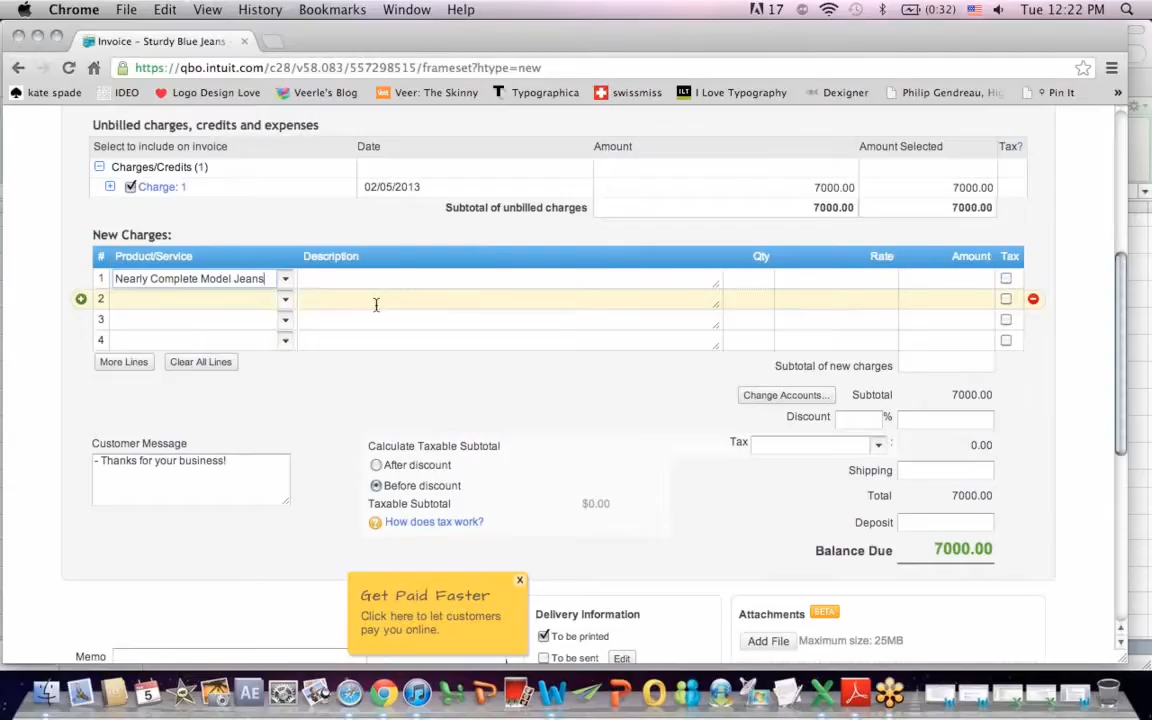 Chrome File Edit View History Bookmarks Window Help 17 (0:32) Tue 12:22 PM
Invoice – Sturdy Blue Jeans
https://qbo.intuit.com/c28/v58.083/557298515/frameset?htype=new
kate spade IDEO Logo Design Love Veerle's Blog Veer: The Skinny Typographica swissmiss I Love Typography Dexigner Philip Gendreau, Hig Pin It »
Unbilled charges, credits and expenses
Select to include on invoice Date Amount Amount Selected Tax?
Charges/Credits (1)
Charge: 1 02/05/2013 7000.00 7000.00
Subtotal of unbilled charges 7000.00 7000.00
New Charges:
# Product/Service Description Qty Rate Amount Tax
1 Nearly Complete Model Jeans
2
3
4
More Lines Clear All Lines Subtotal of new charges
Change Accounts... Subtotal 7000.00
Discount %
Customer Message Calculate Taxable Subtotal Tax : 0.00
- Thanks for your business! After discount Shipping
Before discount Total 7000.00
Taxable Subtotal $0.00
? How does tax work? Deposit
Balance Due 7000.00
Get Paid Faster x
Click here to let customers
pay you online.
Delivery Information Attachments BETA
To be printed Add File Maximum size: 25MB
Memo To be sent Edit
5 AE P W P O X